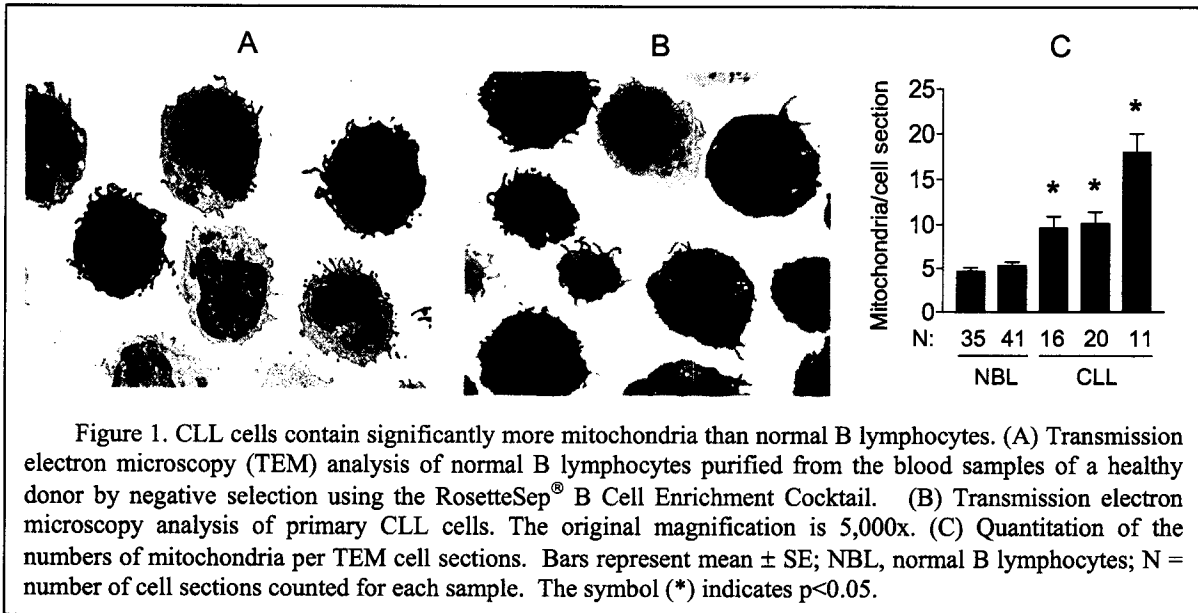 A
B
C
Mitochondria/cell section
25
20
15
10
5
0
* * *
N: 35 41 16 20 11
NBL CLL
Figure 1. CLL cells contain significantly more mitochondria than normal B lymphocytes. (A) Transmission
electron microscopy (TEM) analysis of normal B lymphocytes purified from the blood samples of a healthy
donor by negative selection using the RosetteSep® B Cell Enrichment Cocktail. (B) Transmission electron
microscopy analysis of primary CLL cells. The original magnification is 5,000x. (C) Quantitation of the
numbers of mitochondria per TEM cell sections. Bars represent mean ± SE; NBL, normal B lymphocytes; N =
number of cell sections counted for each sample. The symbol (*) indicates p<0.05.